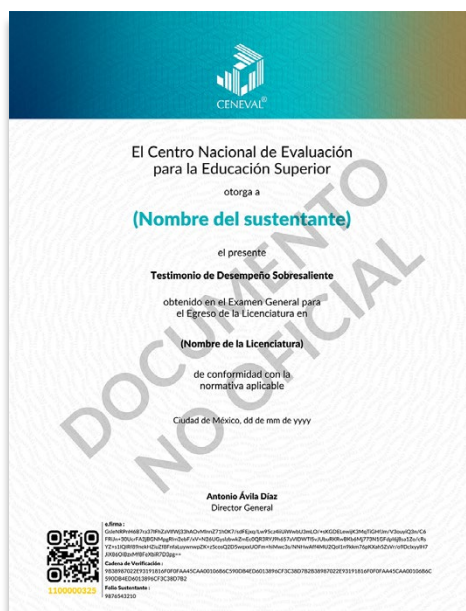 CENEVAL®
El Centro Nacional de Evaluación
para la Educación Superior
otorga a
(Nombre del sustentante)
el presente
Testimonio de Desempeño Sobresaliente
obtenido en el Examen General para
el Egreso de la Licenciatura en
(Nombre de la Licenciatura)
de conformidad con la
normativa aplicable
Ciudad de México, dd de mm de yyyy
DOCUMENTO
NO OFICIAL
Antonio Ávila Díaz
Director General
e.firma :
Cadena de Verificación :
Folio Sustentante :
9876543210
1100000325